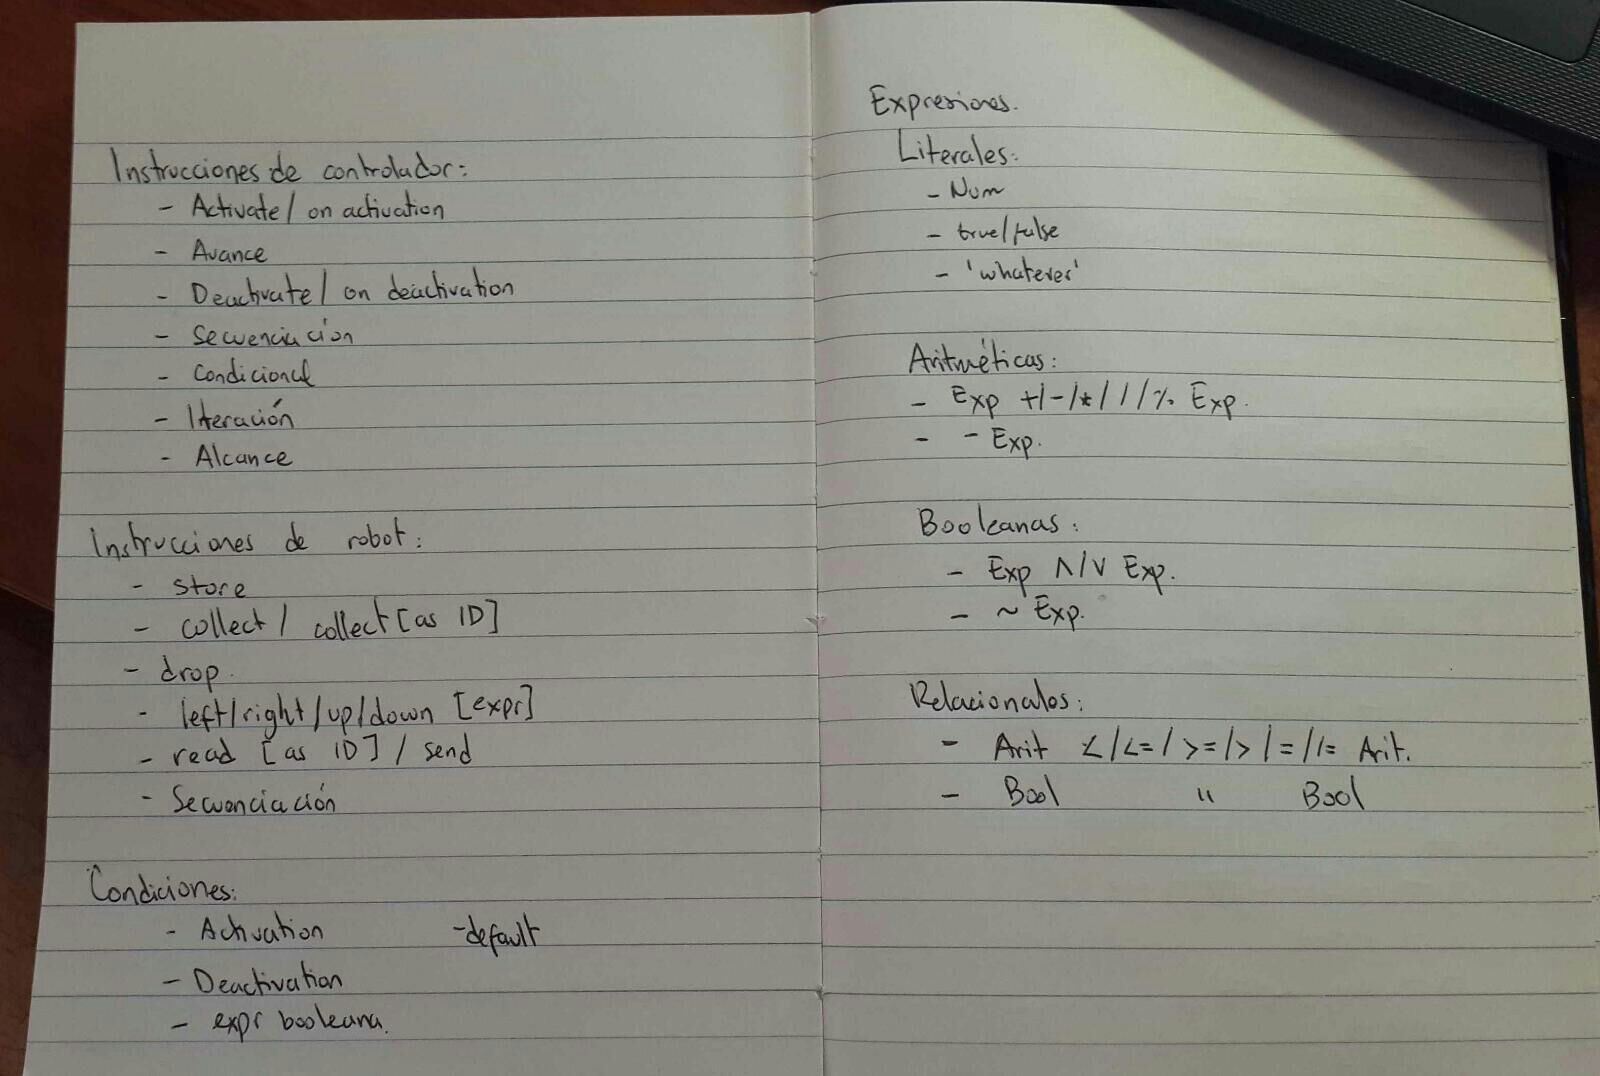 Instrucciones de controlador:
- Activate/ on activation
- Avance
- Deactivate/ on deactivation
- Secuenciación
- Condicional
- Iteración
- Alcance
Instrucciones de robot:
- store
- collect / collect [as ID]
- drop.
- left/right/up/down [expr]
- read [as ID] / send
- Secuenciación
Condiciones:
- Activation -default
- Deactivation
- expr booleana.
Expresiones.
Literales:
- Num
- true/false
- 'whatever'
Aritméticas:
- Exp +/-/*/ / /% Exp.
- - Exp.
Booleanas:
- Exp ∧/∨ Exp.
- ~ Exp.
Relacionales:
- Arit </<=/>=/>/=//= Arit.
- Bool " Bool